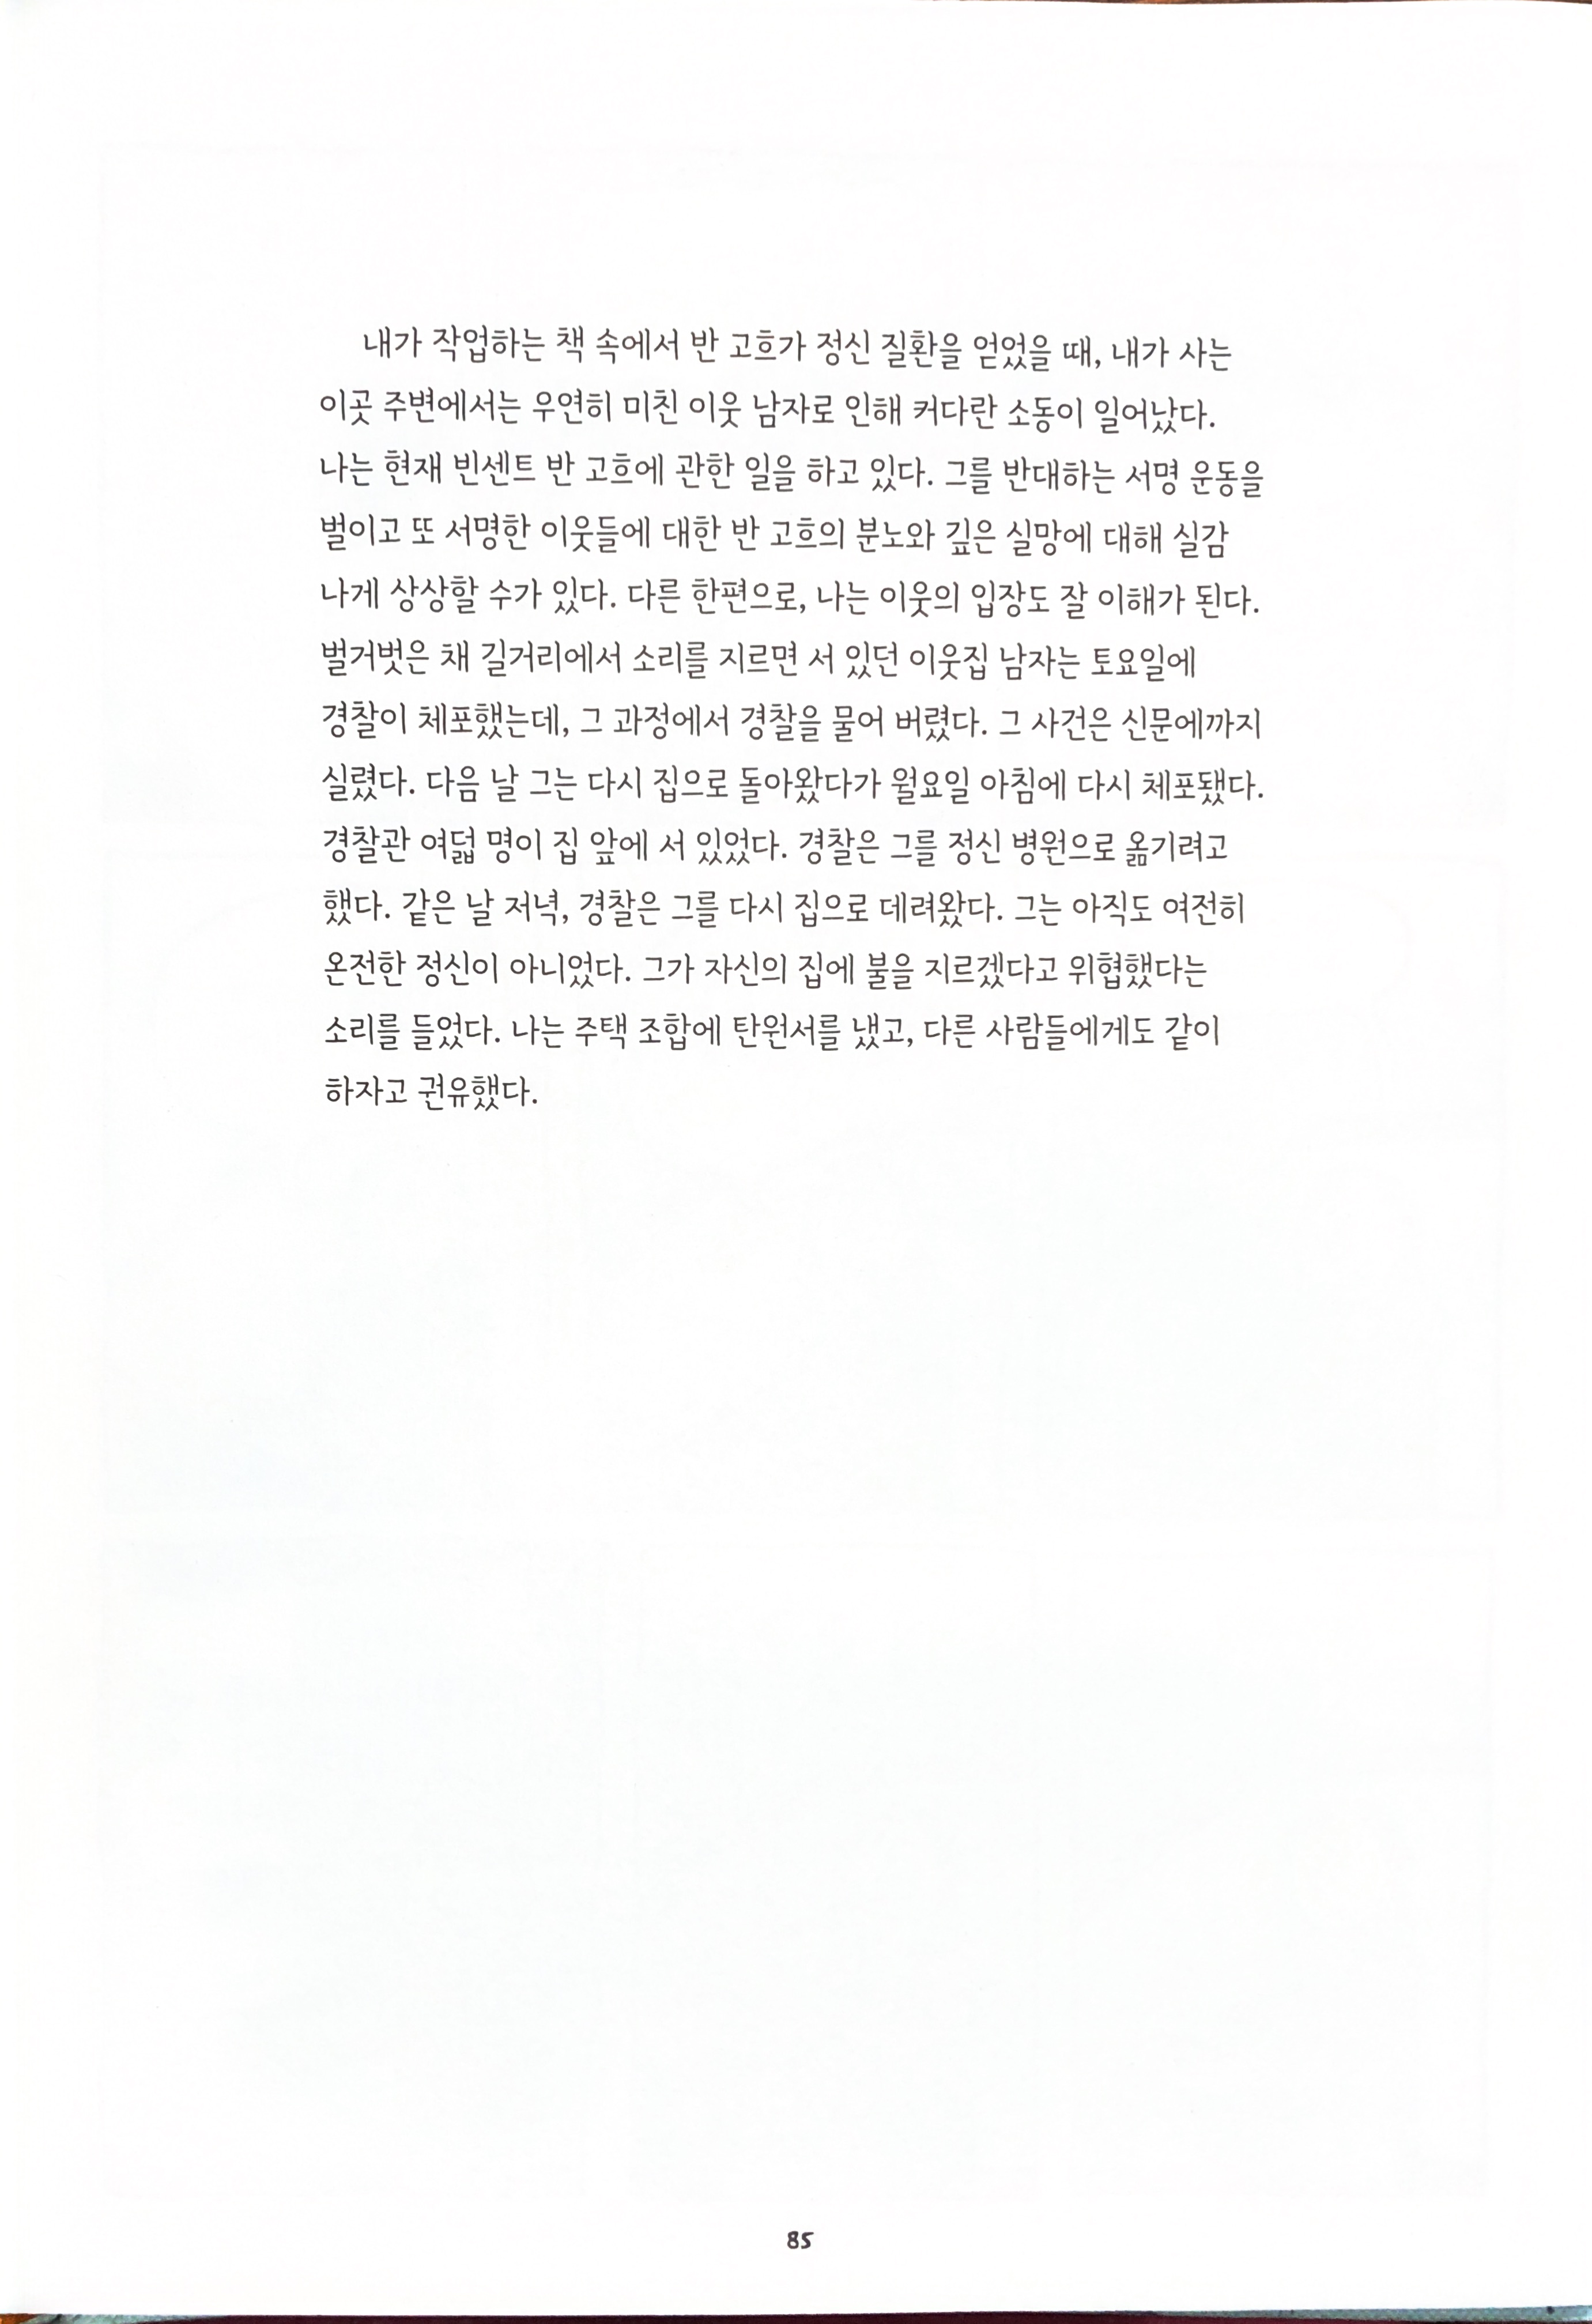 내가 작업하는 책 속에서 반 고흐가 정신 질환을 얻었을 때, 내가 사는
이곳 주변에서는 우연히 미친 이웃 남자로 인해 커다란 소동이 일어났다.
나는 현재 빈센트 반 고흐에 관한 일을 하고 있다. 그를 반대하는 서명 운동을
벌이고 또 서명한 이웃들에 대한 반 고흐의 분노와 깊은 실망에 대해 실감
나게 상상할 수가 있다. 다른 한편으로, 나는 이웃의 입장도 잘 이해가 된다.
벌거벗은 채 길거리에서 소리를 지르면 서 있던 이웃집 남자는 토요일에
경찰이 체포했는데, 그 과정에서 경찰을 물어 버렸다. 그 사건은 신문에까지
실렸다. 다음 날 그는 다시 집으로 돌아왔다가 월요일 아침에 다시 체포됐다.
경찰관 여덟 명이 집 앞에 서 있었다. 경찰은 그를 정신 병원으로 옮기려고
했다. 같은 날 저녁, 경찰은 그를 다시 집으로 데려왔다. 그는 아직도 여전히
온전한 정신이 아니었다. 그가 자신의 집에 불을 지르겠다고 위협했다는
소리를 들었다. 나는 주택 조합에 탄원서를 냈고, 다른 사람들에게도 같이
하자고 권유했다.
85